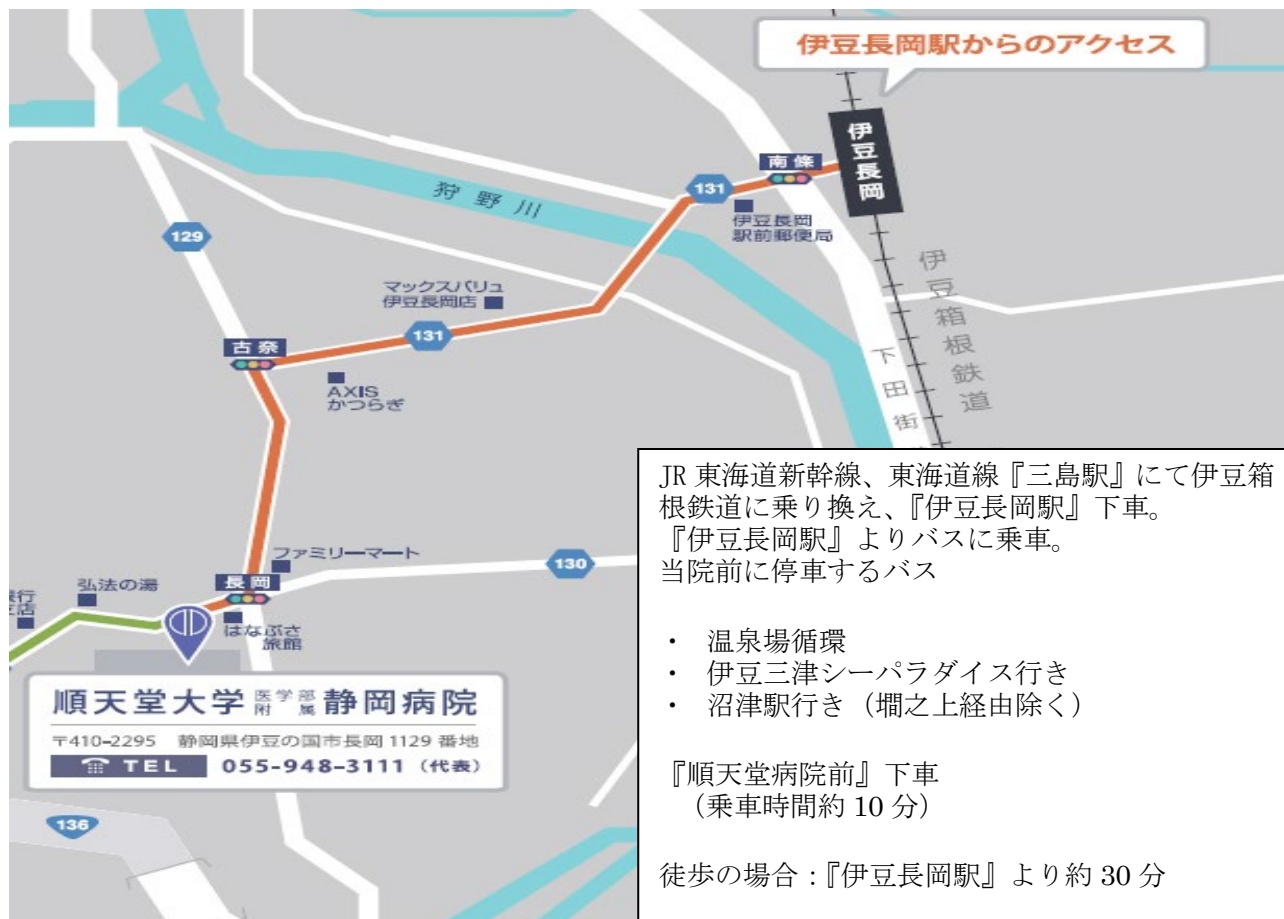 伊豆長岡駅からのアクセス
伊豆長岡
南條
131
伊豆長岡
駅前郵便局
狩野川
129
マックスバリュ
伊豆長岡店
131
古奈
AXIS
かつらぎ
伊豆箱根鉄道
下田街
ファミリーマート
130
長岡
弘法の湯
行
店
はなぶさ
旅館
順天堂大学 医学部附属 静岡病院
〒410-2295 静岡県伊豆の国市長岡1129番地
TEL 055-948-3111（代表）
136
JR 東海道新幹線、東海道線『三島駅』にて伊豆箱
根鉄道に乗り換え、『伊豆長岡駅』下車。
『伊豆長岡駅』よりバスに乗車。
当院前に停車するバス
・ 温泉場循環
・ 伊豆三津シーパラダイス行き
・ 沼津駅行き（墹之上経由除く）
『順天堂病院前』下車
（乗車時間約 10 分）
徒歩の場合：『伊豆長岡駅』より約 30 分